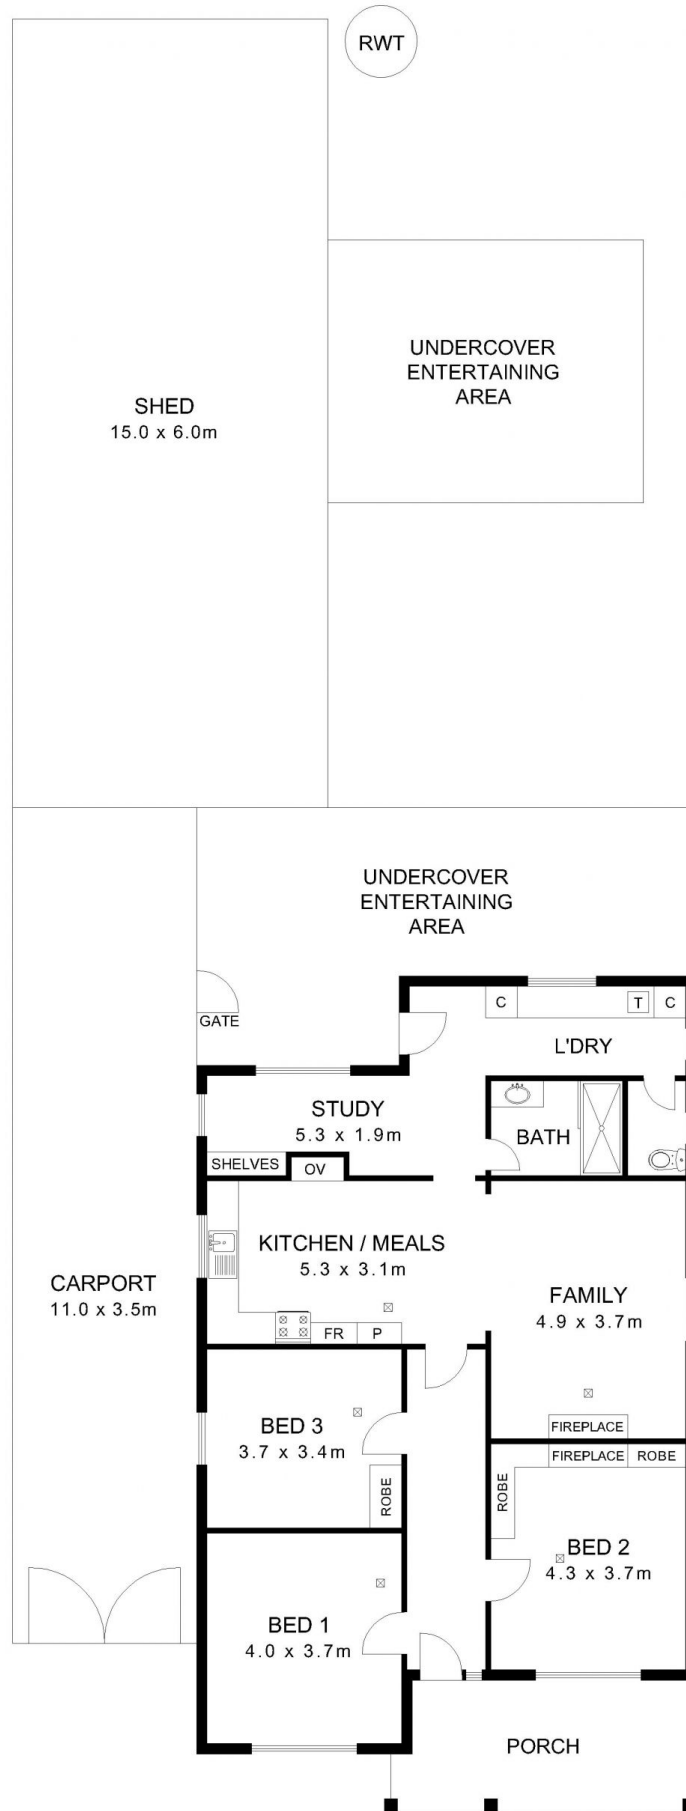 RWT
UNDERCOVER
ENTERTAINING
AREA
SHED
15.0 x 6.0m
UNDERCOVER
ENTERTAINING
AREA
GATE
C
T
C
L'DRY
STUDY
5.3 x 1.9m
BATH
SHELVES
OV
KITCHEN / MEALS
5.3 x 3.1m
CARPORT
11.0 x 3.5m
FAMILY
4.9 x 3.7m
FR
P
FIREPLACE
BED 3
3.7 x 3.4m
ROBE
FIREPLACE
ROBE
ROBE
BED 2
4.3 x 3.7m
BED 1
4.0 x 3.7m
PORCH